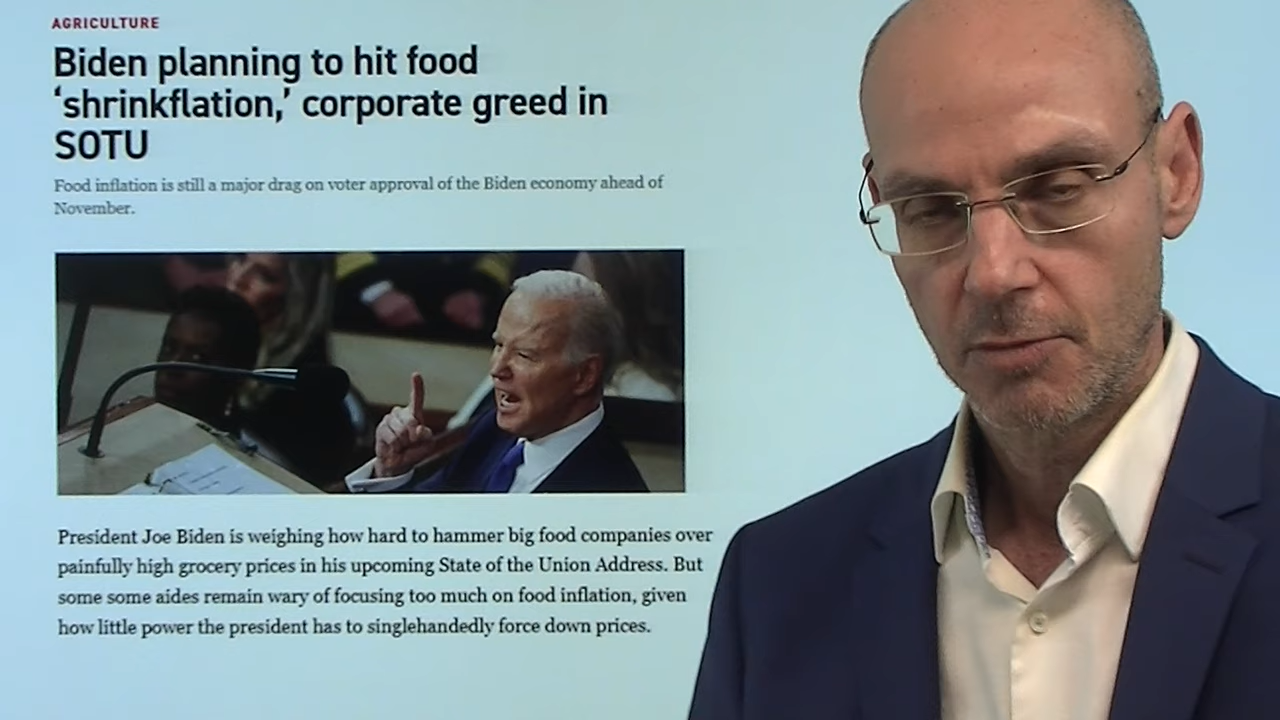 AGRICULTURE
Biden planning to hit food
‘shrinkflation,’ corporate greed in
SOTU
Food inflation is still a major drag on voter approval of the Biden economy ahead of
November.
President Joe Biden is weighing how hard to hammer big food companies over
painfully high grocery prices in his upcoming State of the Union Address. But
some some aides remain wary of focusing too much on food inflation, given
how little power the president has to singlehandedly force down prices.